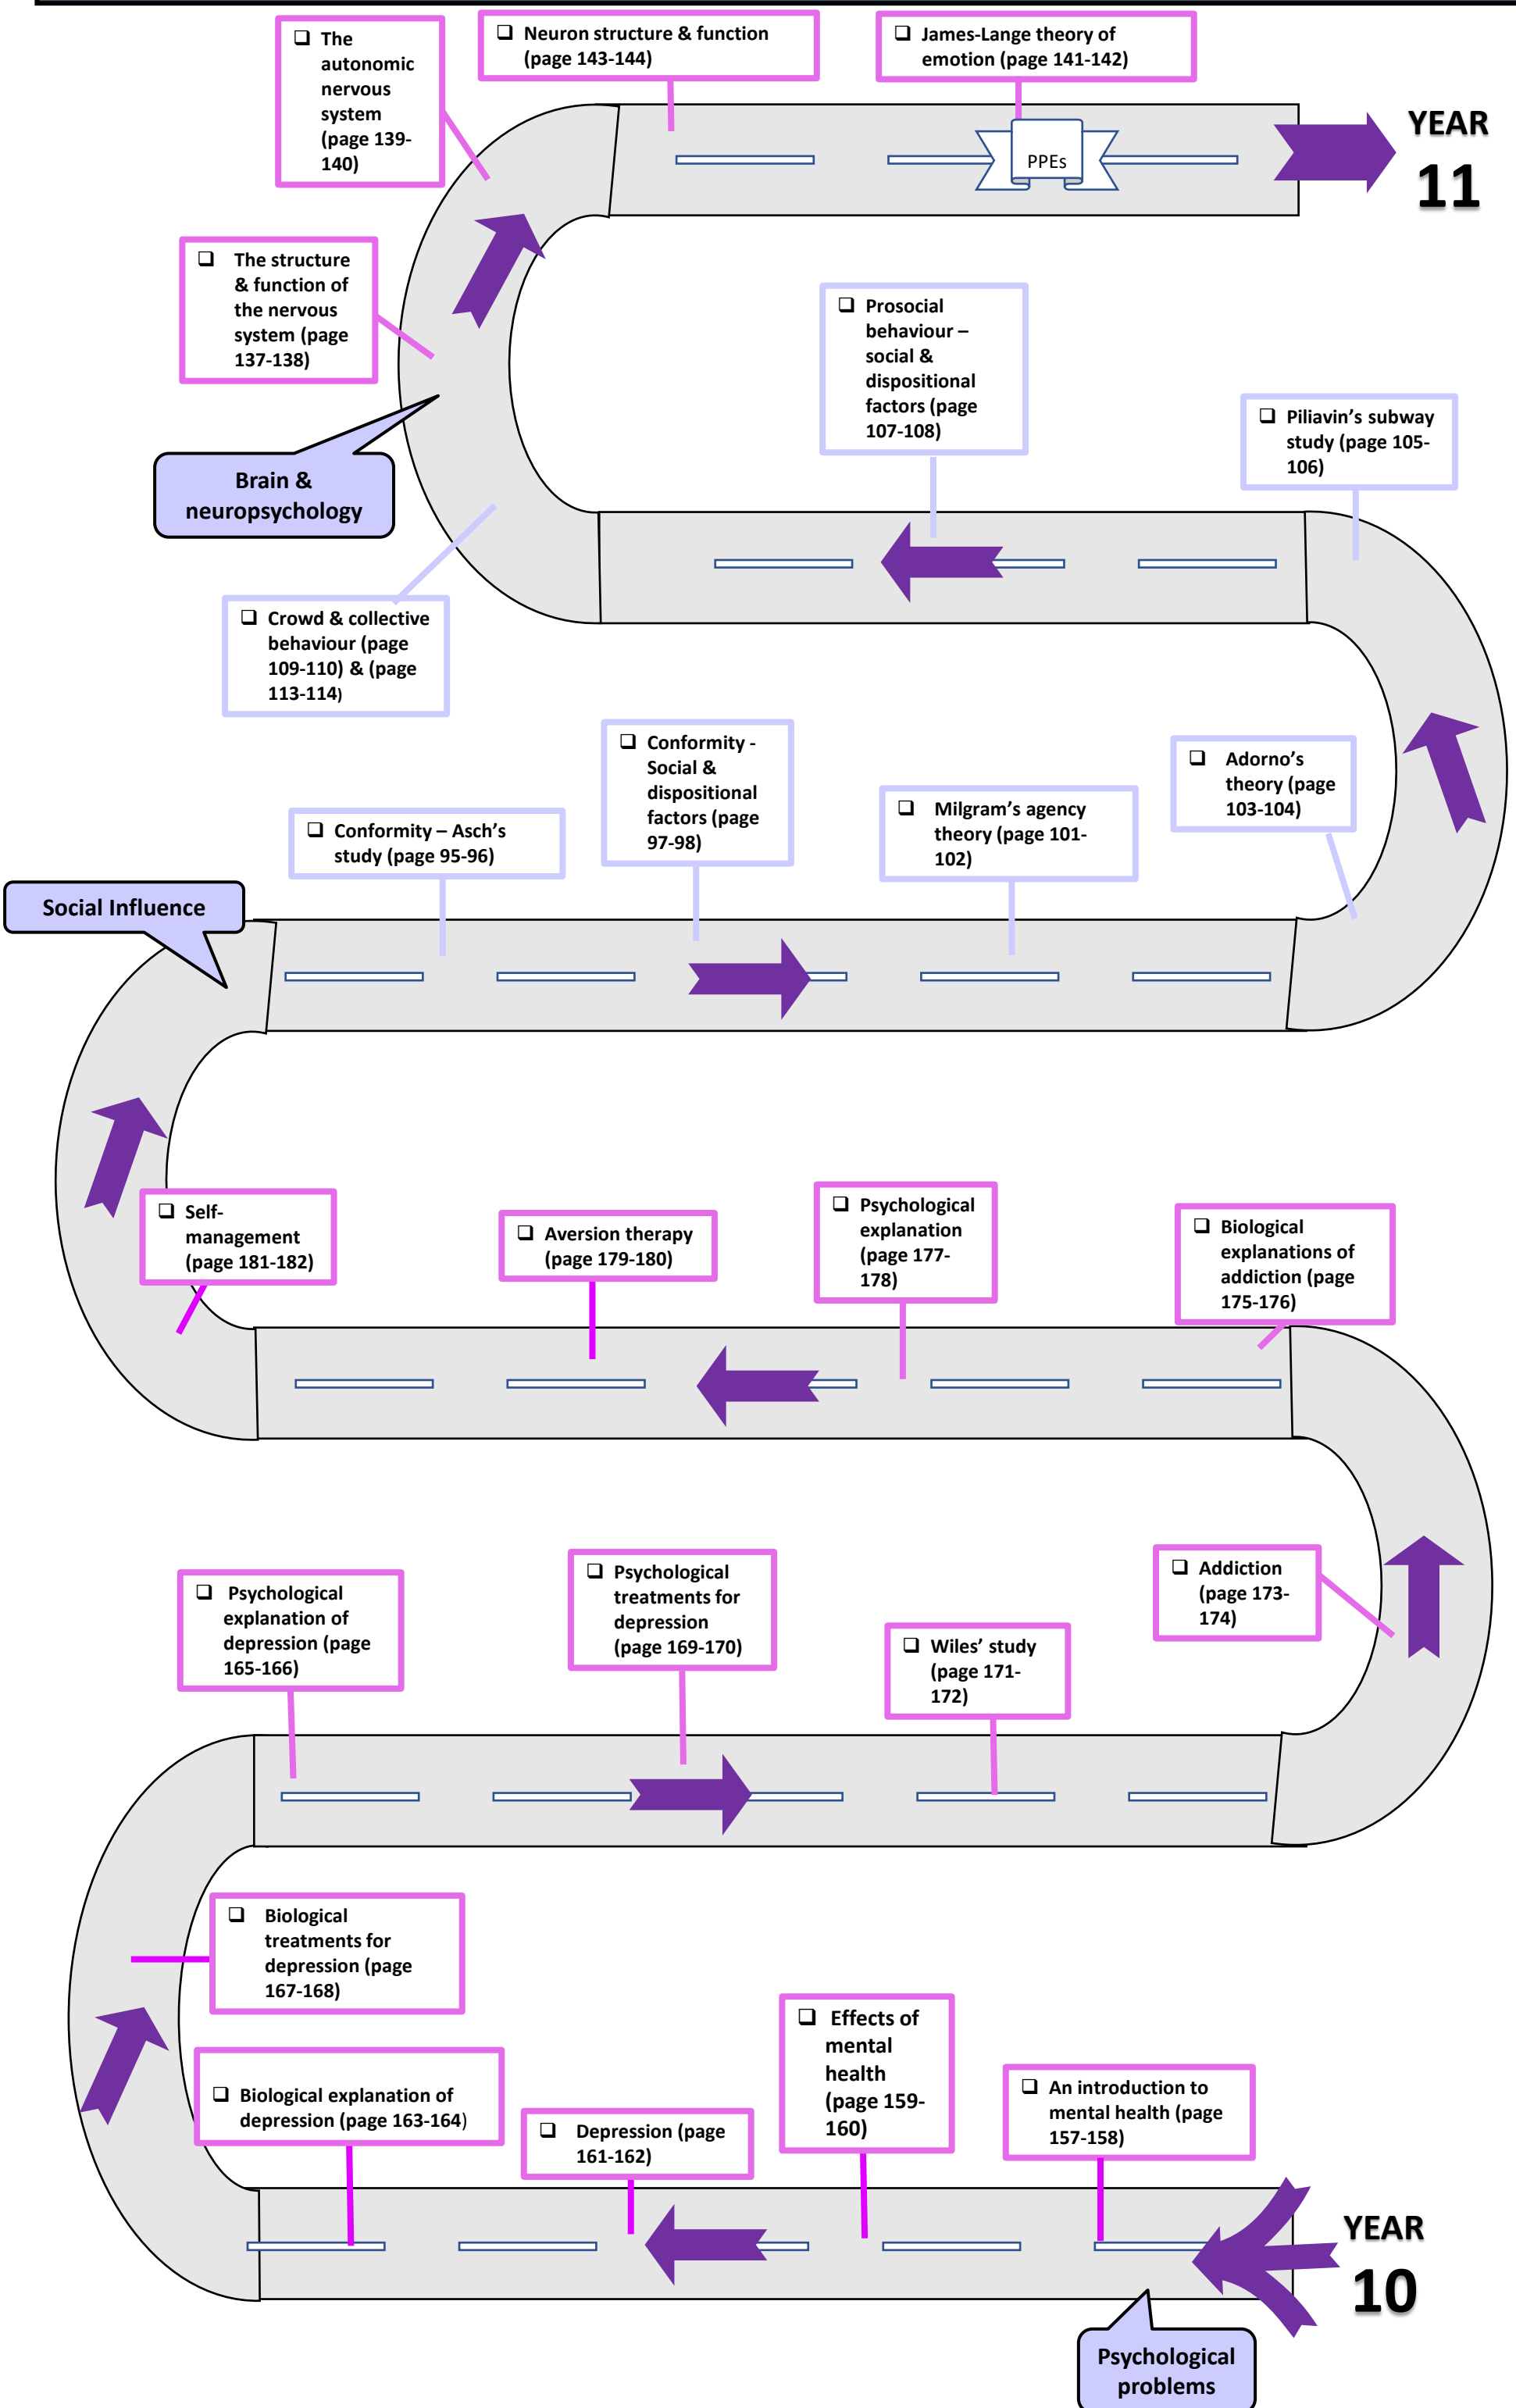 ❑ The
autonomic
nervous
system
(page 139-
140)
❑ Neuron structure & function
(page 143-144)
❑ James-Lange theory of
emotion (page 141-142)
YEAR
11
PPEs
❑ The structure
& function of
the nervous
system (page
137-138)
❑ Prosocial
behaviour –
social &
dispositional
factors (page
107-108)
❑ Piliavin’s subway
study (page 105-
106)
Brain &
neuropsychology
❑ Crowd & collective
behaviour (page
109-110) & (page
113-114)
❑ Conformity -
Social &
dispositional
factors (page
97-98)
❑ Adorno’s
theory (page
103-104)
❑ Conformity – Asch’s
study (page 95-96)
❑ Milgram’s agency
theory (page 101-
102)
Social Influence
❑ Self-
management
(page 181-182)
❑ Aversion therapy
(page 179-180)
❑ Psychological
explanation
(page 177-
178)
❑ Biological
explanations of
addiction (page
175-176)
❑ Psychological
explanation of
depression (page
165-166)
❑ Psychological
treatments for
depression
(page 169-170)
❑ Wiles’ study
(page 171-
172)
❑ Addiction
(page 173-
174)
❑ Biological
treatments for
depression (page
167-168)
❑ Biological explanation of
depression (page 163-164)
❑ Depression (page
161-162)
❑ Effects of
mental
health
(page 159-
160)
❑ An introduction to
mental health (page
157-158)
YEAR
10
Psychological
problems